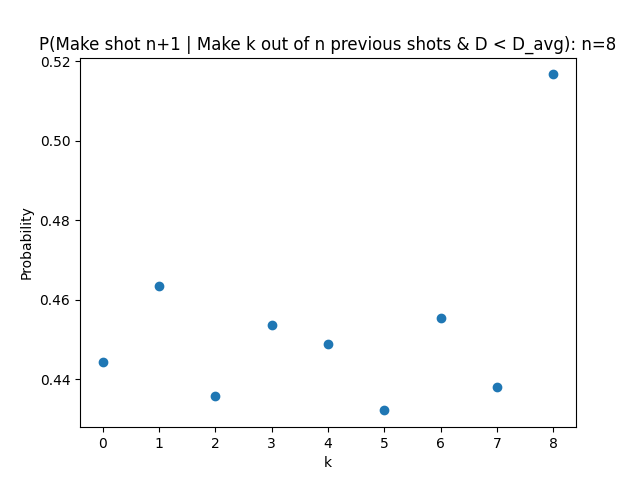 P(Make shot n+1 | Make k out of n previous shots & D < D_avg): n=8
0.52
0.50
0.48
0.46
0.44
Probability
0 1 2 3 4 5 6 7 8
k